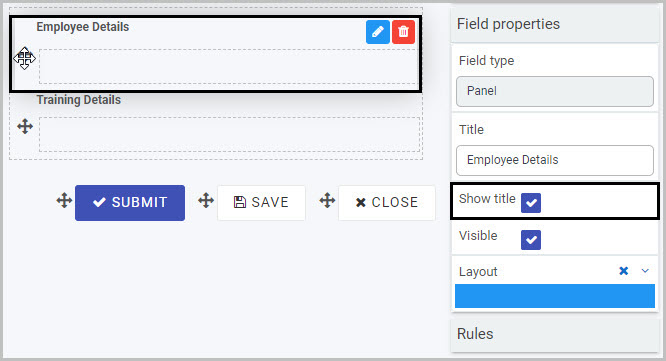 Employee Details
Training Details
SUBMIT
SAVE
CLOSE
Field properties
Field type
Panel
Title
Employee Details
Show title
Visible
Layout
Rules